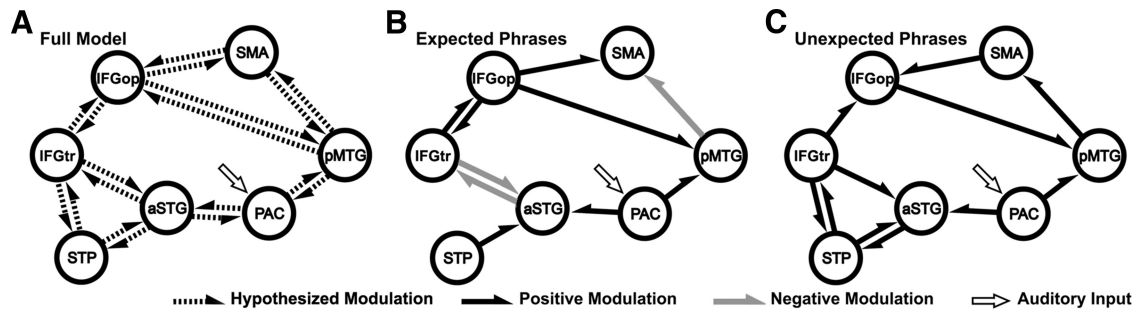 A Full Model
SMA
IFGop
IFGtr
pMTG
aSTG
PAC
STP
B Expected Phrases
SMA
IFGop
IFGtr
pMTG
aSTG
PAC
STP
C Unexpected Phrases
SMA
IFGop
IFGtr
pMTG
aSTG
PAC
STP
Hypothesized Modulation Positive Modulation Negative Modulation Auditory Input